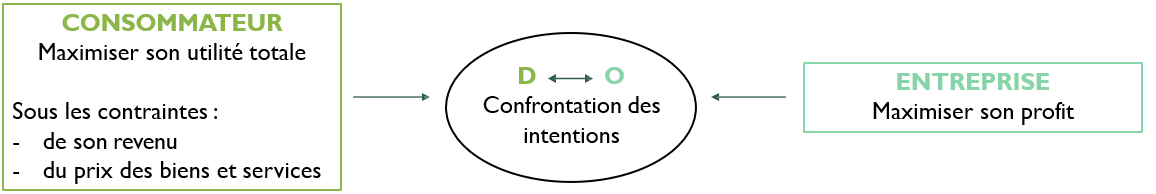 CONSOMMATEUR
Maximiser son utilité totale
Sous les contraintes :
- de son revenu
- du prix des biens et services
D O
Confrontation des
intentions
ENTREPRISE
Maximiser son profit